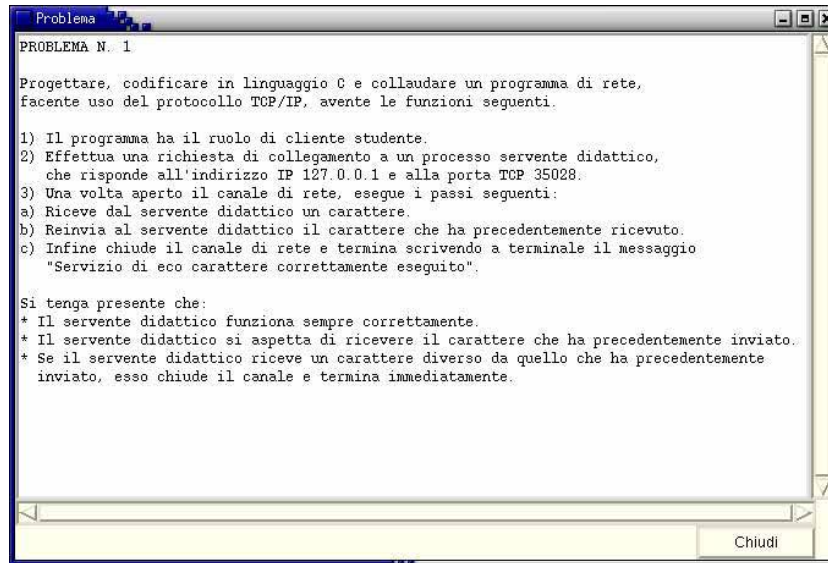 Problema
PROBLEMA N. 1
Progettare, codificare in linguaggio C e collaudare un programma di rete,
facente uso del protocollo TCP/IP, avente le funzioni seguenti.
1) Il programma ha il ruolo di cliente studente.
2) Effettua una richiesta di collegamento a un processo servente didattico,
che risponde all'indirizzo IP 127.0.0.1 e alla porta TCP 35028.
3) Una volta aperto il canale di rete, esegue i passi seguenti:
a) Riceve dal servente didattico un carattere.
b) Reinvia al servente didattico il carattere che ha precedentemente ricevuto.
c) Infine chiude il canale di rete e termina scrivendo a terminale il messaggio
"Servizio di eco carattere correttamente eseguito".
Si tenga presente che:
* Il servente didattico funziona sempre correttamente.
* Il servente didattico si aspetta di ricevere il carattere che ha precedentemente inviato.
* Se il servente didattico riceve un carattere diverso da quello che ha precedentemente
inviato, esso chiude il canale e termina immediatamente.
Chiudi